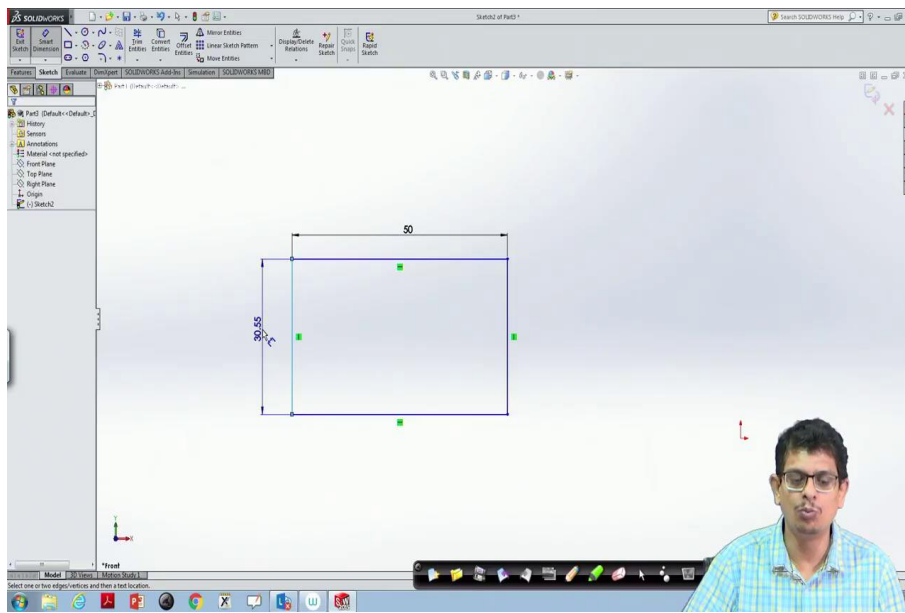 SOLIDWORKS
Sketch2 of Part3 *
Search SOLIDWORKS Help
Exit Sketch
Smart Dimension
Trim Entities
Convert Entities
Offset Entities
Mirror Entities
Linear Sketch Pattern
Move Entities
Display/Delete Relations
Repair Sketch
Quick Snaps
Rapid Sketch
Features Sketch Evaluate DimXpert SOLIDWORKS Add-Ins Simulation SOLIDWORKS MBD
Part3 (Default<<Default>_D
History
Sensors
Annotations
Material <not specified>
Front Plane
Top Plane
Right Plane
Origin
(-) Sketch2
50
30.55
Y
X
*Front
Model 3D Views Motion Study 1
Select one or two edges/vertices and then a text location.